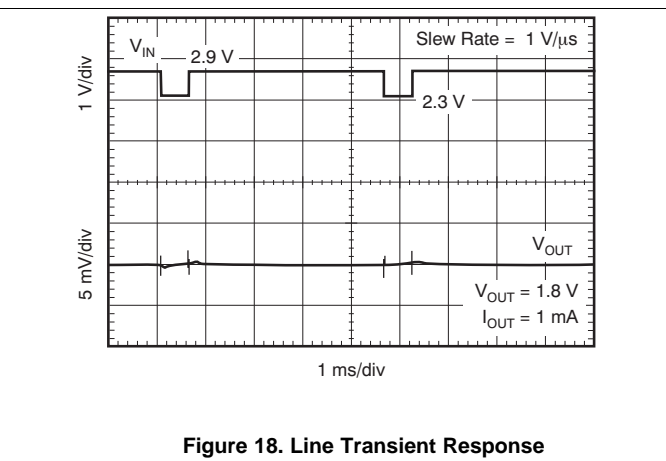 V_IN
2.9 V
Slew Rate = 1 V/μs
1 V/div
2.3 V
5 mV/div
V_OUT
V_OUT = 1.8 V
I_OUT = 1 mA
1 ms/div
Figure 18. Line Transient Response